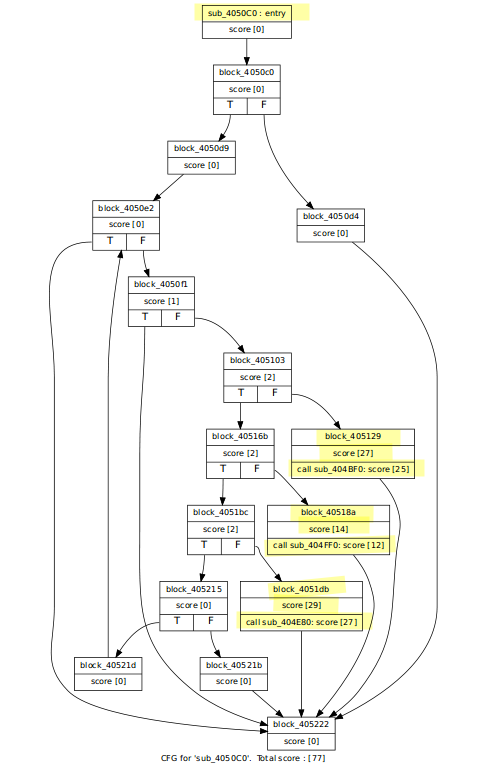 sub_4050C0 : entry
score [0]
block_4050c0
score [0]
T F
block_4050d9
score [0]
block_4050e2
score [0]
T F
block_4050d4
score [0]
block_4050f1
score [1]
T F
block_405103
score [2]
T F
block_40516b
score [2]
T F
block_405129
score [27]
call sub_404BF0: score [25]
block_4051bc
score [2]
T F
block_40518a
score [14]
call sub_404FF0: score [12]
block_405215
score [0]
T F
block_4051db
score [29]
call sub_404E80: score [27]
block_40521d
score [0]
block_40521b
score [0]
block_405222
score [0]
CFG for 'sub_4050C0'. Total score : [77]